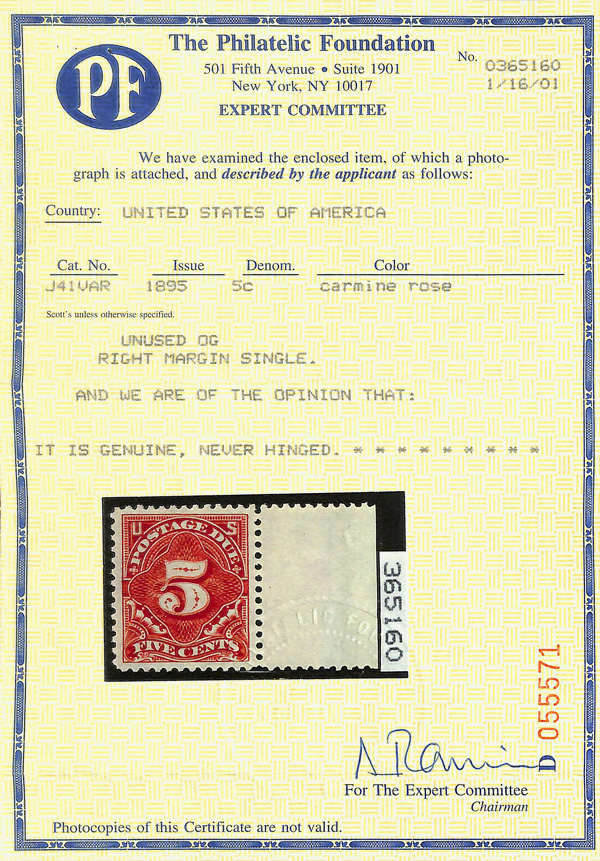 PF
The Philatelic Foundation
501 Fifth Avenue • Suite 1901
New York, NY 10017
EXPERT COMMITTEE
No. 0365160
1/16/01
We have examined the enclosed item, of which a photo-
graph is attached, and described by the applicant as follows:
Country: UNITED STATES OF AMERICA
Cat. No. Issue Denom. Color
J41VAR 1895 5c carmine rose
Scott's unless otherwise specified.
UNUSED OG
RIGHT MARGIN SINGLE.
AND WE ARE OF THE OPINION THAT:
IT IS GENUINE, NEVER HINGED. * * * * * * * * *
U S
POSTAGE DUE
5
FIVE CENTS
365160
D 055571
For The Expert Committee
Chairman
Photocopies of this Certificate are not valid.